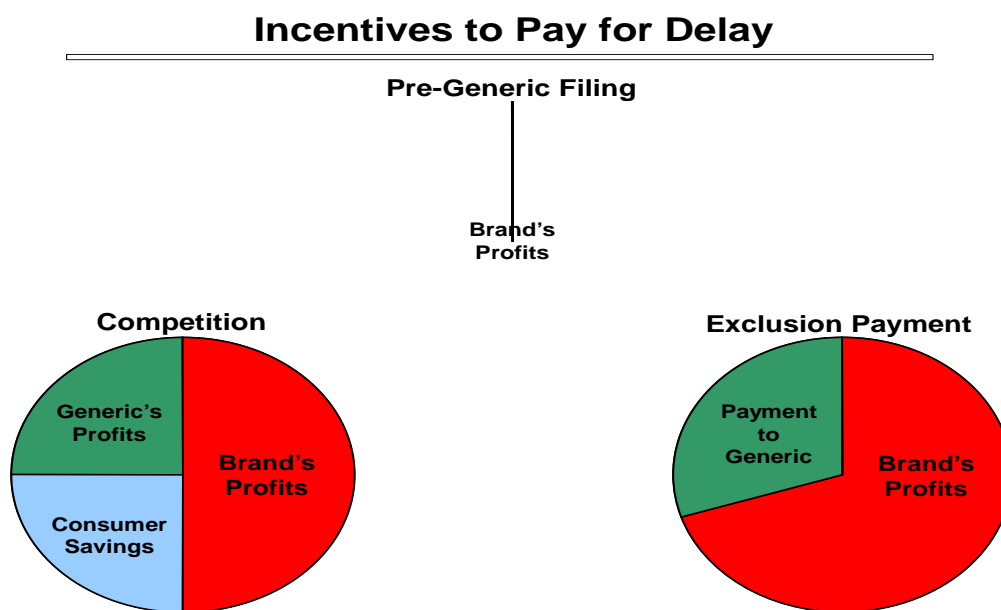 Incentives to Pay for Delay
Pre-Generic Filing
Brand’s
Profits
Competition
Generic’s
Profits
Brand’s
Profits
Consumer
Savings
Exclusion Payment
Payment
to
Generic
Brand’s
Profits